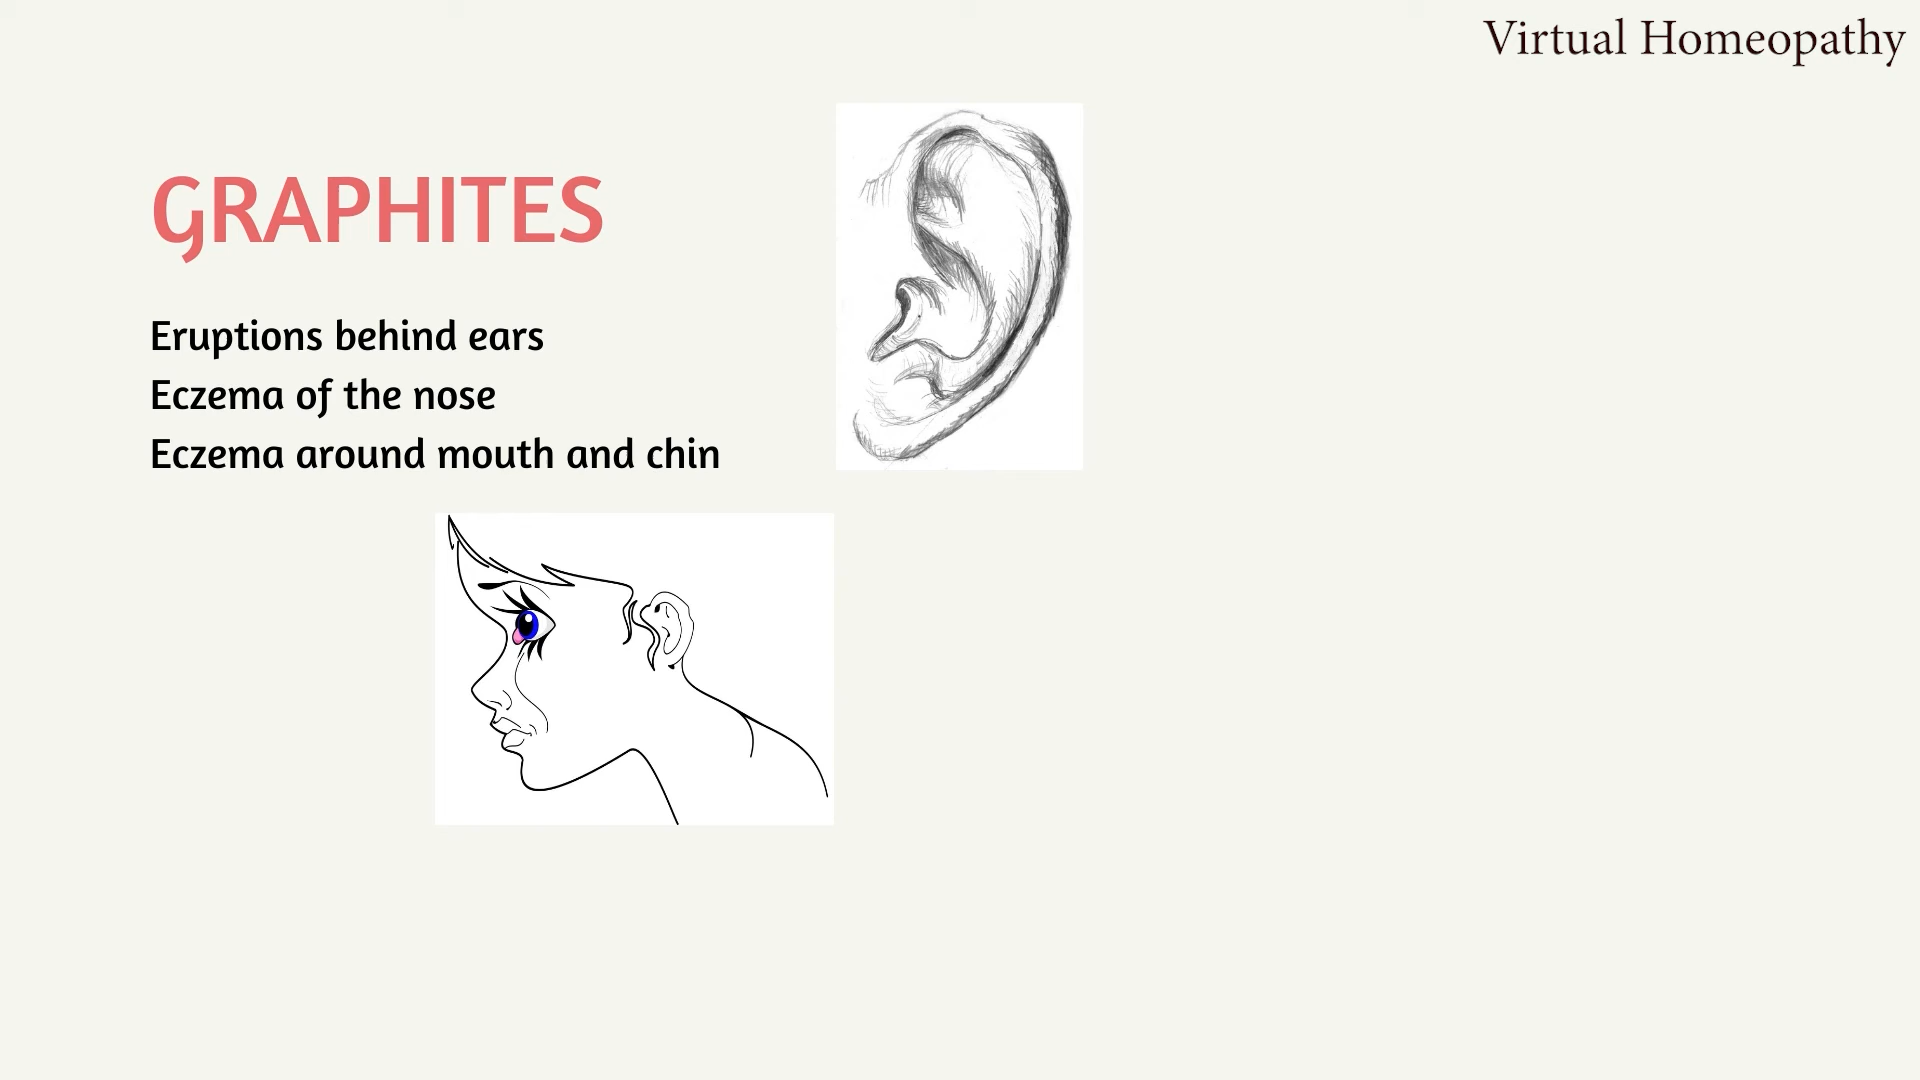 Virtual Homeopathy
GRAPHITES
Eruptions behind ears
Eczema of the nose
Eczema around mouth and chin